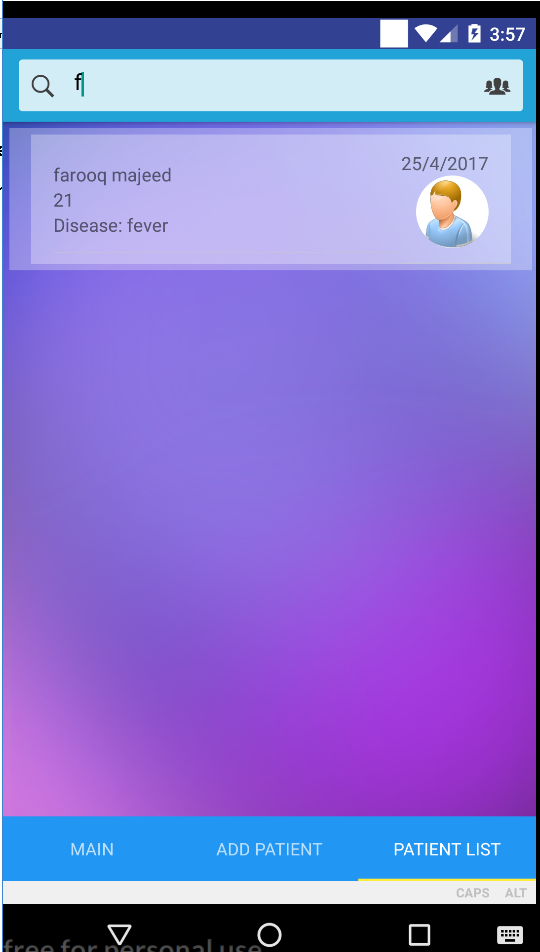 3:57
f
25/4/2017
farooq majeed
21
Disease: fever
MAIN
ADD PATIENT
PATIENT LIST
CAPS ALT
free for personal use